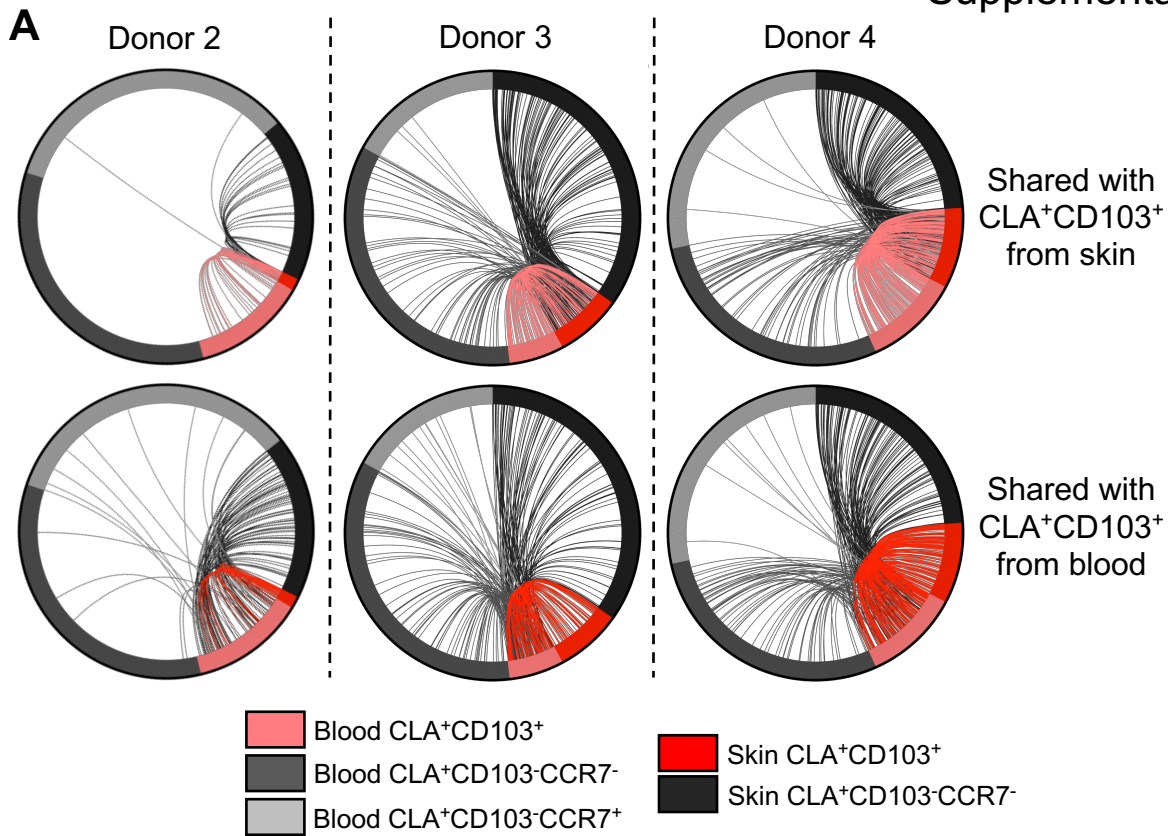 A
Donor 2
Donor 3
Donor 4
Shared with
CLA⁺CD103⁺
from skin
Shared with
CLA⁺CD103⁺
from blood
Blood CLA⁺CD103⁺
Blood CLA⁺CD103⁻CCR7⁻
Blood CLA⁺CD103⁻CCR7⁺
Skin CLA⁺CD103⁺
Skin CLA⁺CD103⁻CCR7⁻